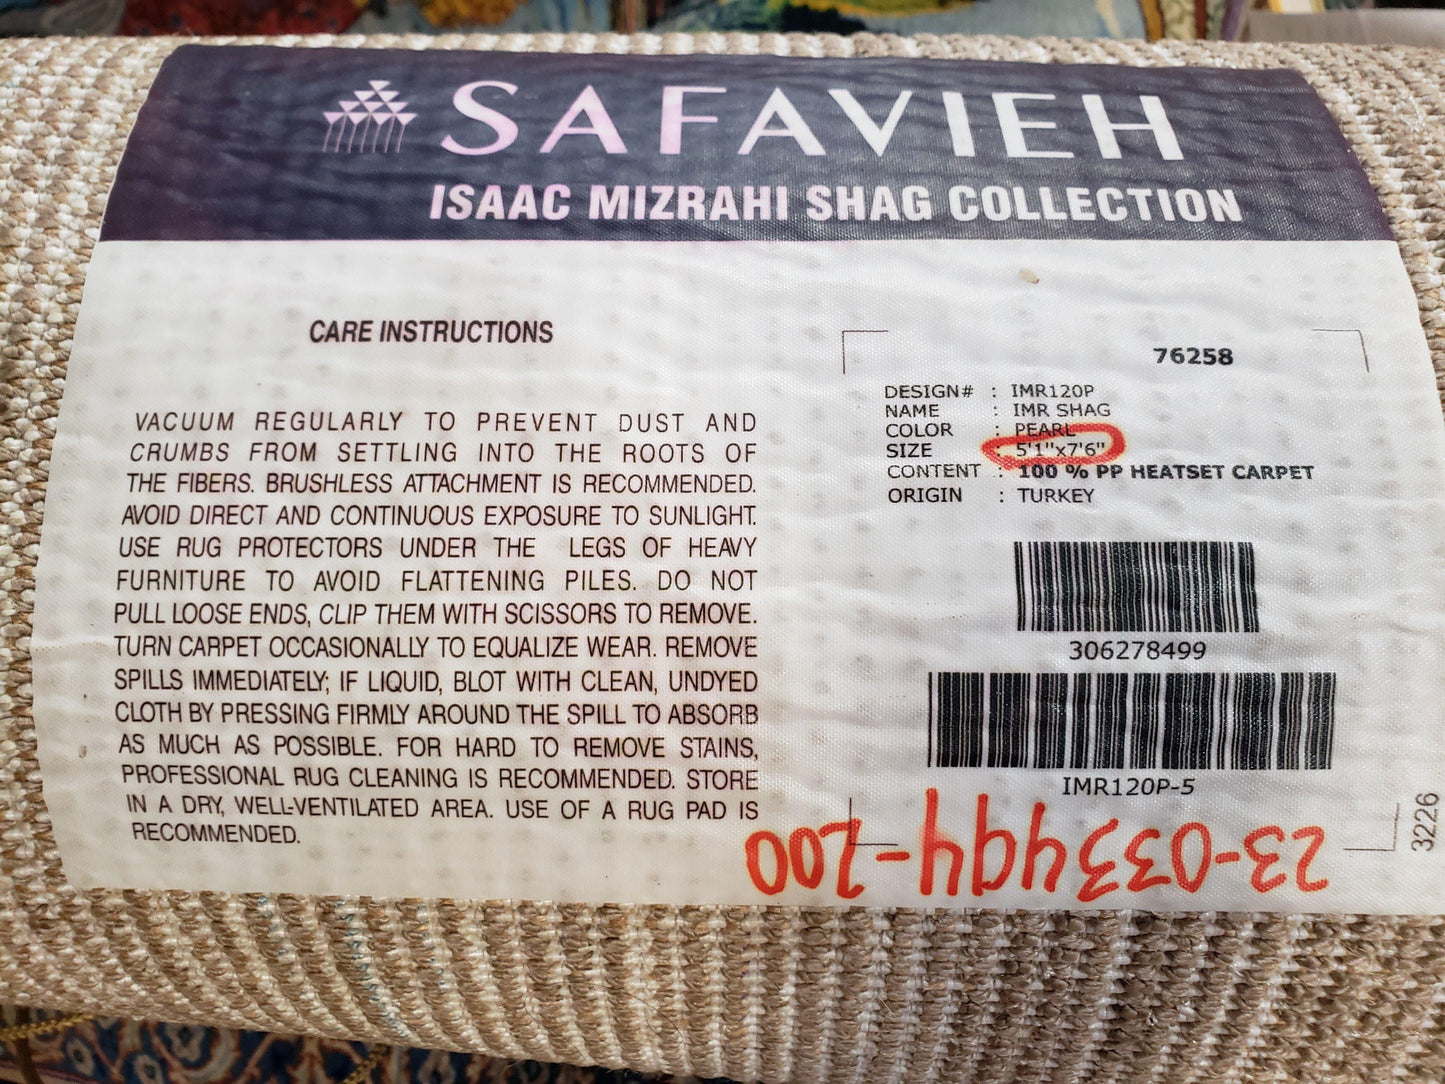 SAFAVIEH
ISAAC MIZRAHI SHAG COLLECTION
CARE INSTRUCTIONS
VACUUM REGULARLY TO PREVENT DUST AND
CRUMBS FROM SETTLING INTO THE ROOTS OF
THE FIBERS. BRUSHLESS ATTACHMENT IS RECOMMENDED.
AVOID DIRECT AND CONTINUOUS EXPOSURE TO SUNLIGHT.
USE RUG PROTECTORS UNDER THE LEGS OF HEAVY
FURNITURE TO AVOID FLATTENING PILES. DO NOT
PULL LOOSE ENDS, CLIP THEM WITH SCISSORS TO REMOVE.
TURN CARPET OCCASIONALLY TO EQUALIZE WEAR. REMOVE
SPILLS IMMEDIATELY; IF LIQUID, BLOT WITH CLEAN, UNDYED
CLOTH BY PRESSING FIRMLY AROUND THE SPILL TO ABSORB
AS MUCH AS POSSIBLE. FOR HARD TO REMOVE STAINS,
PROFESSIONAL RUG CLEANING IS RECOMMENDED. STORE
IN A DRY, WELL-VENTILATED AREA. USE OF A RUG PAD IS
RECOMMENDED.
76258
DESIGN# : IMR120P
NAME : IMR SHAG
COLOR : PEARL
SIZE : 5'1"x7'6"
CONTENT : 100 % PP HEATSET CARPET
ORIGIN : TURKEY
306278499
IMR120P-5
3226
23-033494-200